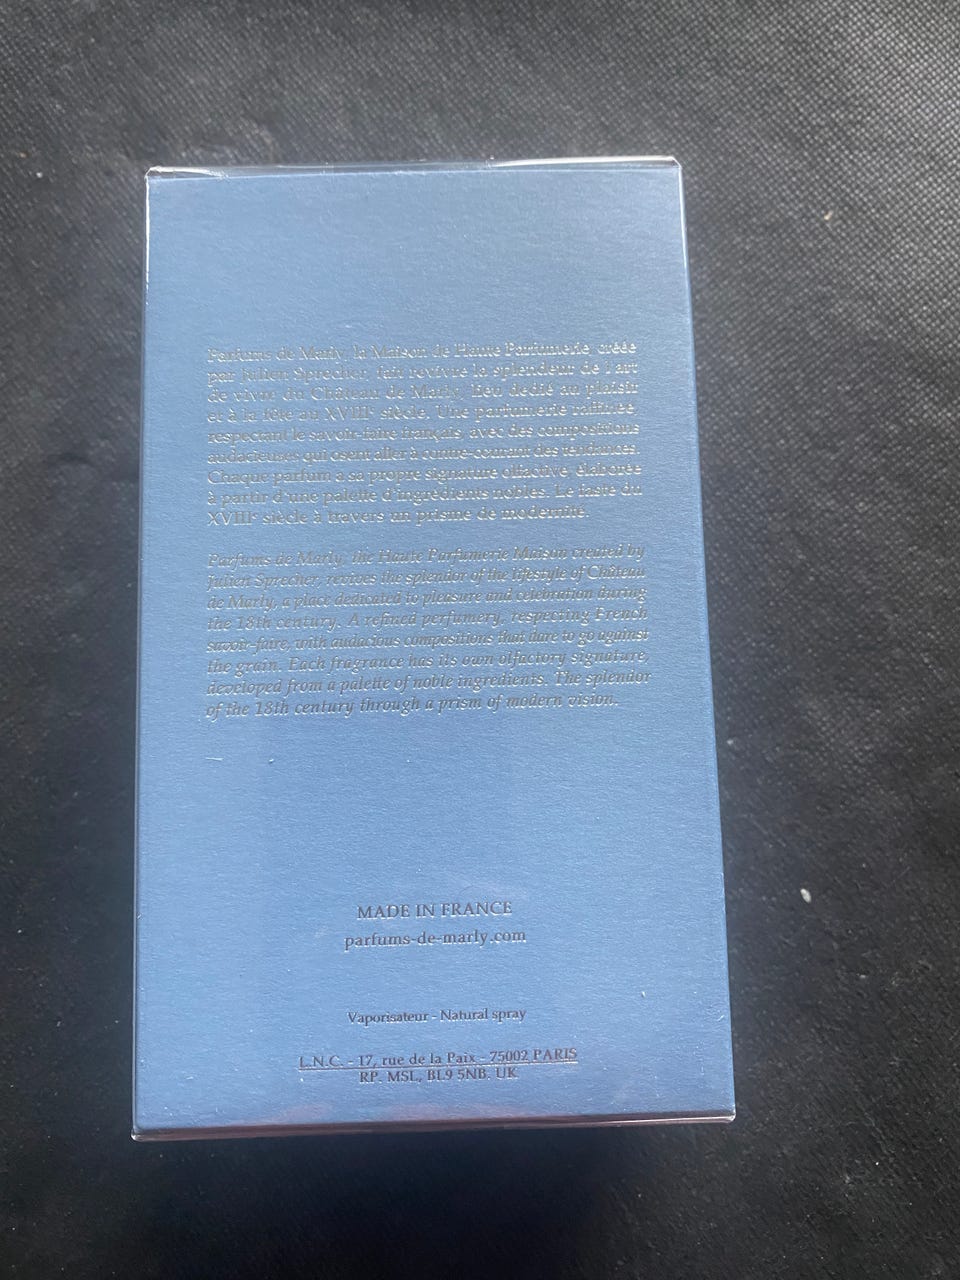 Parfums de Marly, la Maison de Haute Parfumerie, créée
par Julien Sprecher, fait revivre la splendeur de l'art
de vivre du Château de Marly, lieu dédié au plaisir
et à la fête au XVIIIᵉ siècle. Une parfumerie raffinée,
respectant le savoir-faire français, avec des compositions
audacieuses qui osent aller à contre-courant des tendances.
Chaque parfum a sa propre signature olfactive, élaborée
à partir d'une palette d'ingrédients nobles. Le faste du
XVIIIᵉ siècle à travers un prisme de modernité.
Parfums de Marly, the Haute Parfumerie Maison created by
Julien Sprecher, revives the splendor of the lifestyle of Château
de Marly, a place dedicated to pleasure and celebration during
the 18th century. A refined perfumery, respecting French
savoir-faire, with audacious compositions that dare to go against
the grain. Each fragrance has its own olfactory signature,
developed from a palette of noble ingredients. The splendor
of the 18th century through a prism of modern vision.
MADE IN FRANCE
parfums-de-marly.com
Vaporisateur - Natural spray
L.N.C. - 17, rue de la Paix - 75002 PARIS
RP. MSL, BL9 5NB. UK